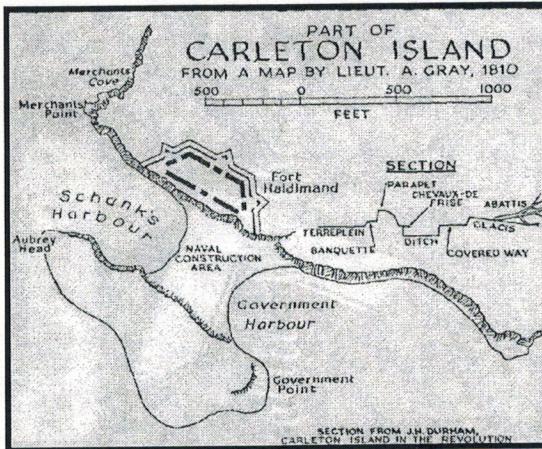 PART OF
CARLETON ISLAND
FROM A MAP BY LIEUT. A. GRAY, 1810
500 0 500 1000
FEET
Merchants
Cove
Merchants
Point
Fort
Haldimand
SECTION
PARAPET
CHEVAUX-DE
FRISE
ABATTIS
TERREPLEIN
GLACIS
BANQUETTE
DITCH
COVERED WAY
Schank's
Harbour
Aubrey
Head
NAVAL
CONSTRUCTION
AREA
Government
Harbour
Government
Point
SECTION FROM J.H. DURHAM,
CARLETON ISLAND IN THE REVOLUTION